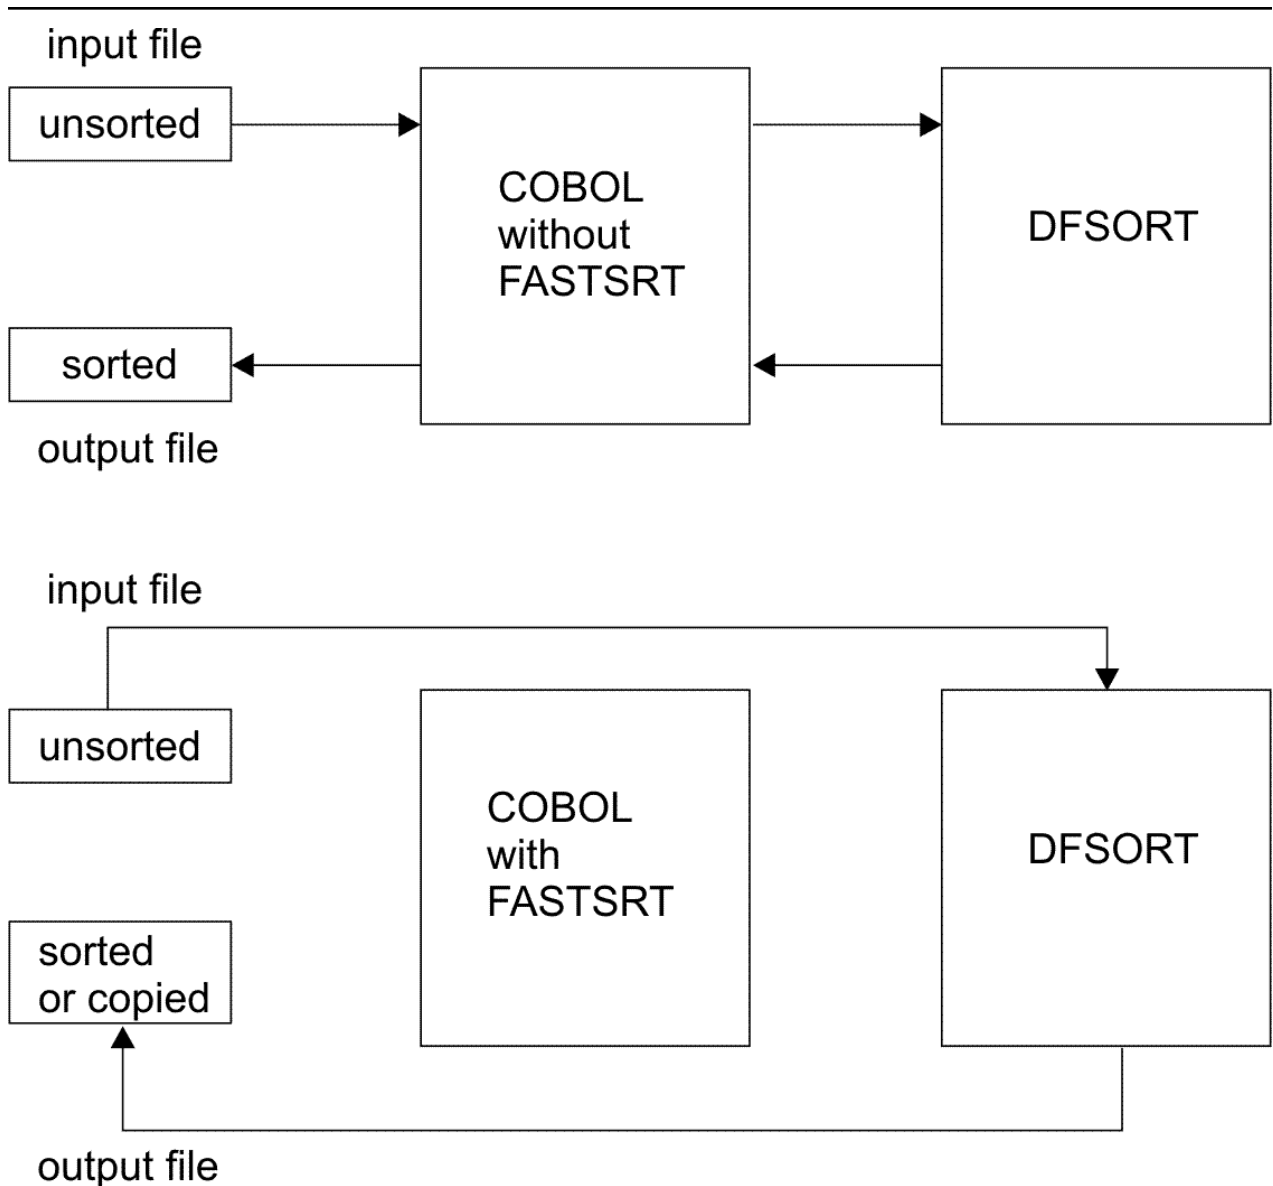 input file
unsorted
COBOL
without
FASTSRT
DFSORT
sorted
output file
input file
unsorted
COBOL
with
FASTSRT
DFSORT
sorted
or copied
output file